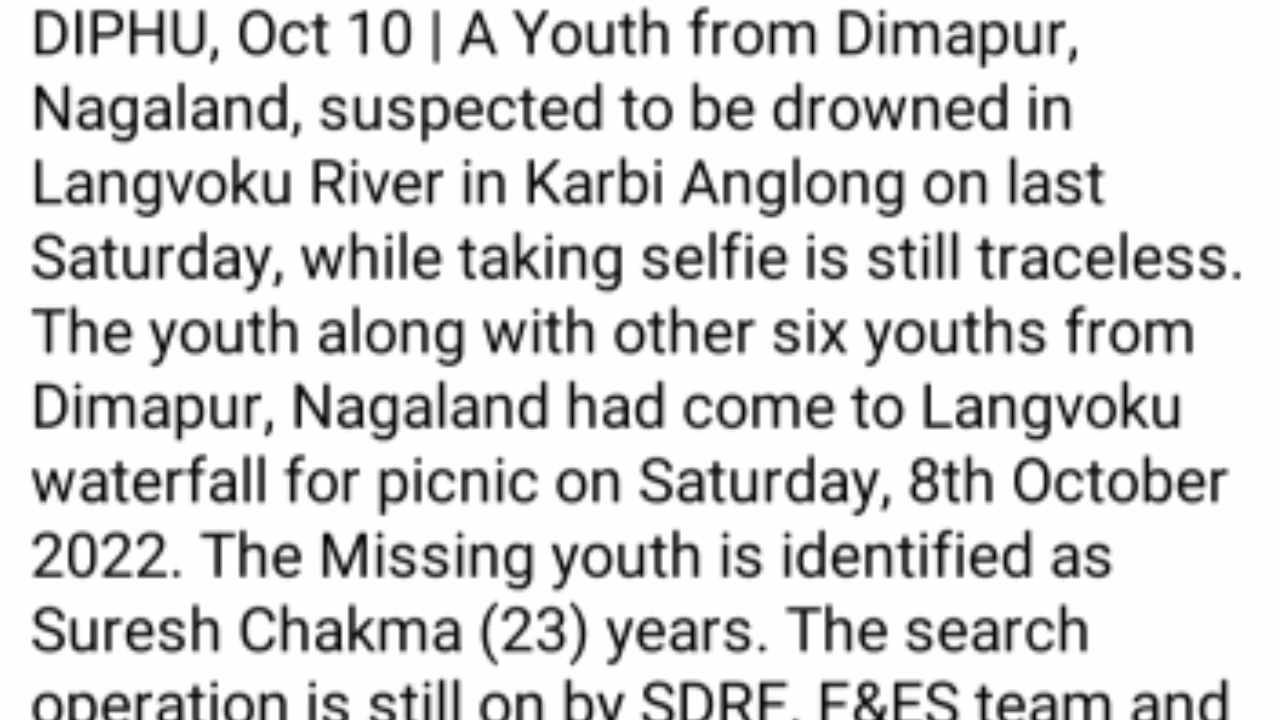 DIPHU, Oct 10 | A Youth from Dimapur,
Nagaland, suspected to be drowned in
Langvoku River in Karbi Anglong on last
Saturday, while taking selfie is still traceless.
The youth along with other six youths from
Dimapur, Nagaland had come to Langvoku
waterfall for picnic on Saturday, 8th October
2022. The Missing youth is identified as
Suresh Chakma (23) years. The search
operation is still on by SDRF, F&ES team and